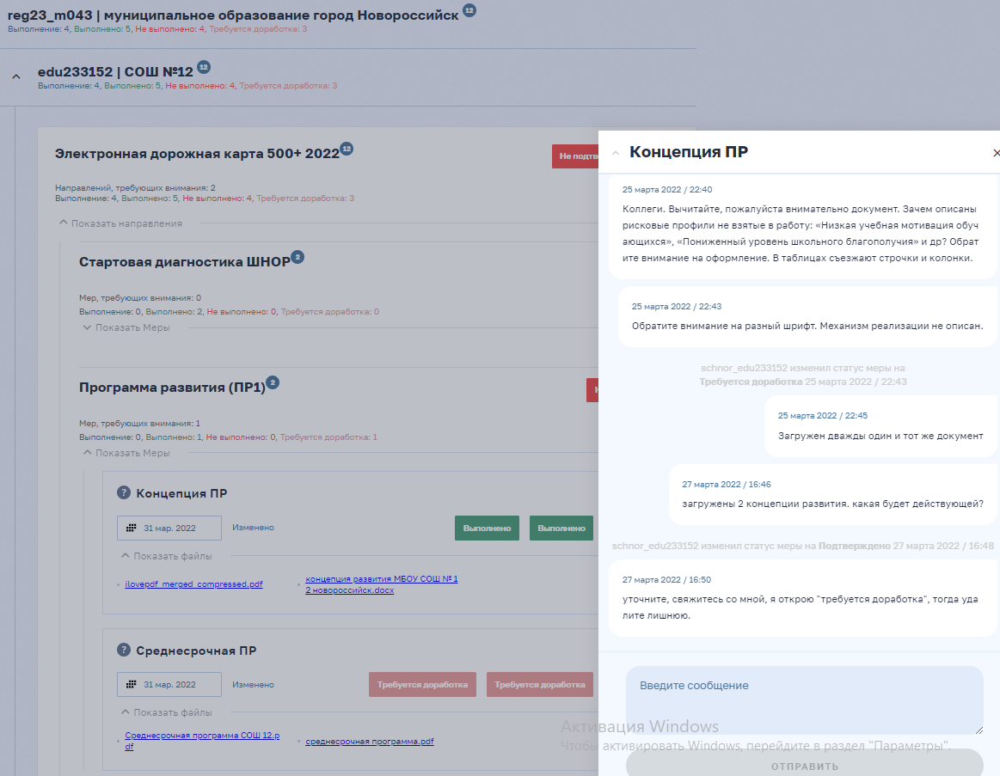 reg23_m043 | муниципальное образование город Новороссийск 12
Выполнение: 4, Выполнено: 5, Не выполнено: 4, Требуется доработка: 3
edu233152 | СОШ №12 12
Выполнение: 4, Выполнено: 5, Не выполнено: 4, Требуется доработка: 3
Электронная дорожная карта 500+ 2022 12
Не подтве
Направлений, требующих внимания: 2
Выполнение: 4, Выполнено: 5, Не выполнено: 4, Требуется доработка: 3
Показать направления
Стартовая диагностика ШНОР 2
Мер, требующих внимания: 0
Выполнение: 0, Выполнено: 2, Не выполнено: 0, Требуется доработка: 0
Показать Меры
Программа развития (ПР1) 2
Мер, требующих внимания: 1
Выполнение: 0, Выполнено: 1, Не выполнено: 0, Требуется доработка: 1
Показать Меры
? Концепция ПР
31 мар. 2022 Изменено Выполнено Выполнено
Показать файлы
ilovepdf_merged_compressed.pdf
концепция развития МБОУ СОШ № 1
2 новороссийск.docx
? Среднесрочная ПР
31 мар. 2022 Изменено Требуется доработка Требуется доработка
Показать файлы
Среднесрочная программа СОШ 12.p
df
среднесрочная программа.pdf
Концепция ПР
25 марта 2022 / 22:40
Коллеги. Вычитайте, пожалуйста внимательно документ. Зачем описаны
рисковые профили не взятые в работу: «Низкая учебная мотивация обуч
ающихся», «Пониженный уровень школьного благополучия» и др? Обрат
ите внимание на оформление. В таблицах съезжают строчки и колонки.
25 марта 2022 / 22:43
Обратите внимание на разный шрифт. Механизм реализации не описан.
schnor_edu233152 изменил статус меры на
Требуется доработка 25 марта 2022 / 22:43
25 марта 2022 / 22:45
Загружен дважды один и тот же документ
27 марта 2022 / 16:46
загружены 2 концепции развития. какая будет действующей?
schnor_edu233152 изменил статус меры на Подтверждено 27 марта 2022 / 16:48
27 марта 2022 / 16:50
уточните, свяжитесь со мной, я открою "требуется доработка", тогда уда
лите лишнюю.
Введите сообщение
Активация Windows
Чтобы активировать Windows, перейдите в раздел "Параметры".
ОТПРАВИТЬ